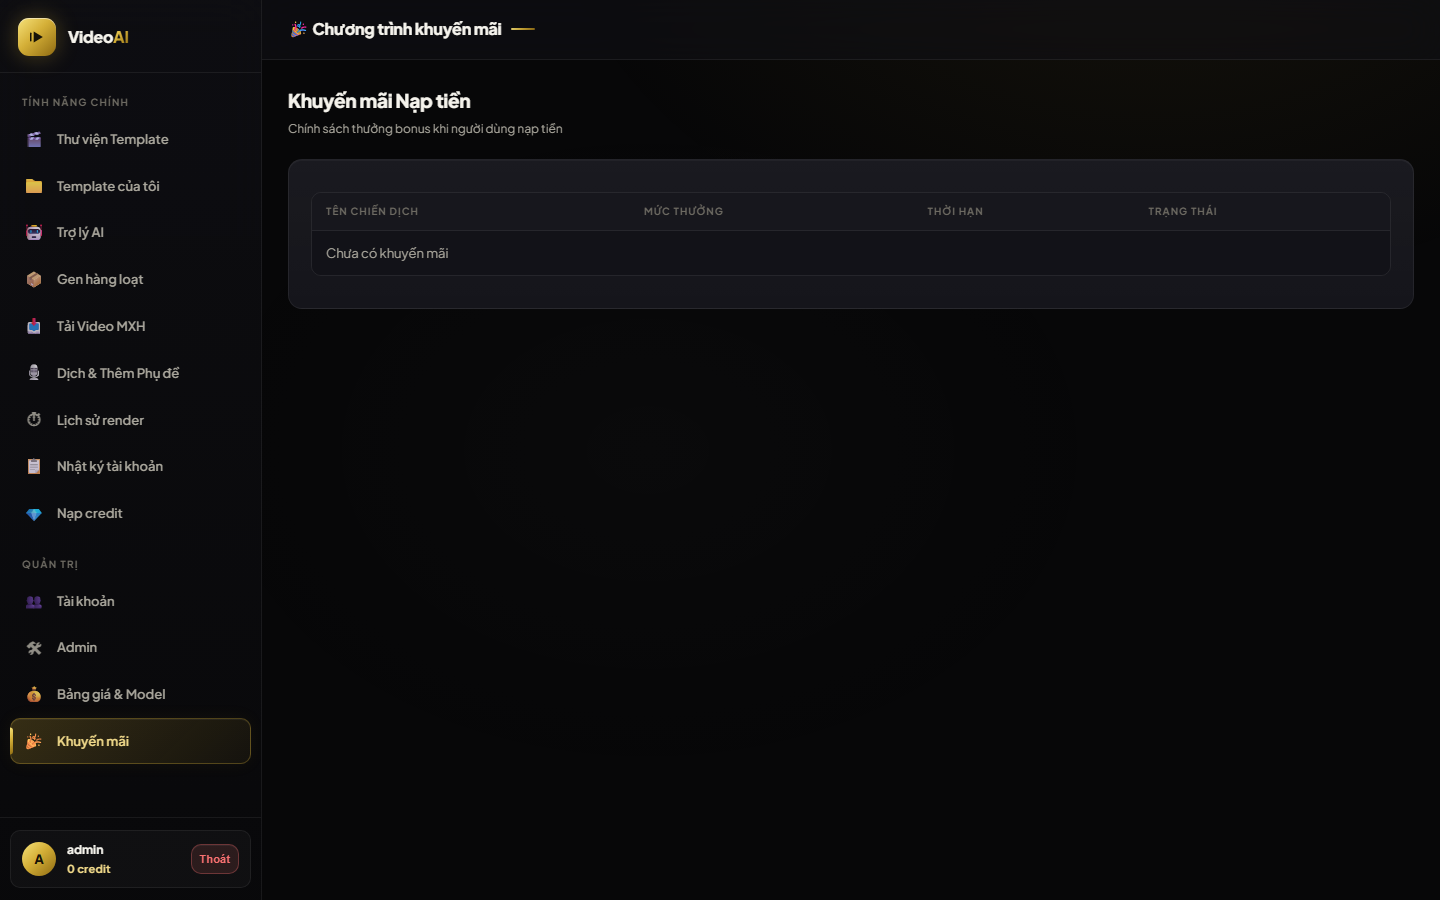 VideoAI
TÍNH NĂNG CHÍNH
Thư viện Template
Template của tôi
Trợ lý AI
Gen hàng loạt
Tải Video MXH
Dịch & Thêm Phụ đề
Lịch sử render
Nhật ký tài khoản
Nạp credit
QUẢN TRỊ
Tài khoản
Admin
Bảng giá & Model
Khuyến mãi
A
admin
0 credit
Thoát
Chương trình khuyến mãi
Khuyến mãi Nạp tiền
Chính sách thưởng bonus khi người dùng nạp tiền
TÊN CHIẾN DỊCH MỨC THƯỞNG THỜI HẠN TRẠNG THÁI
Chưa có khuyến mãi